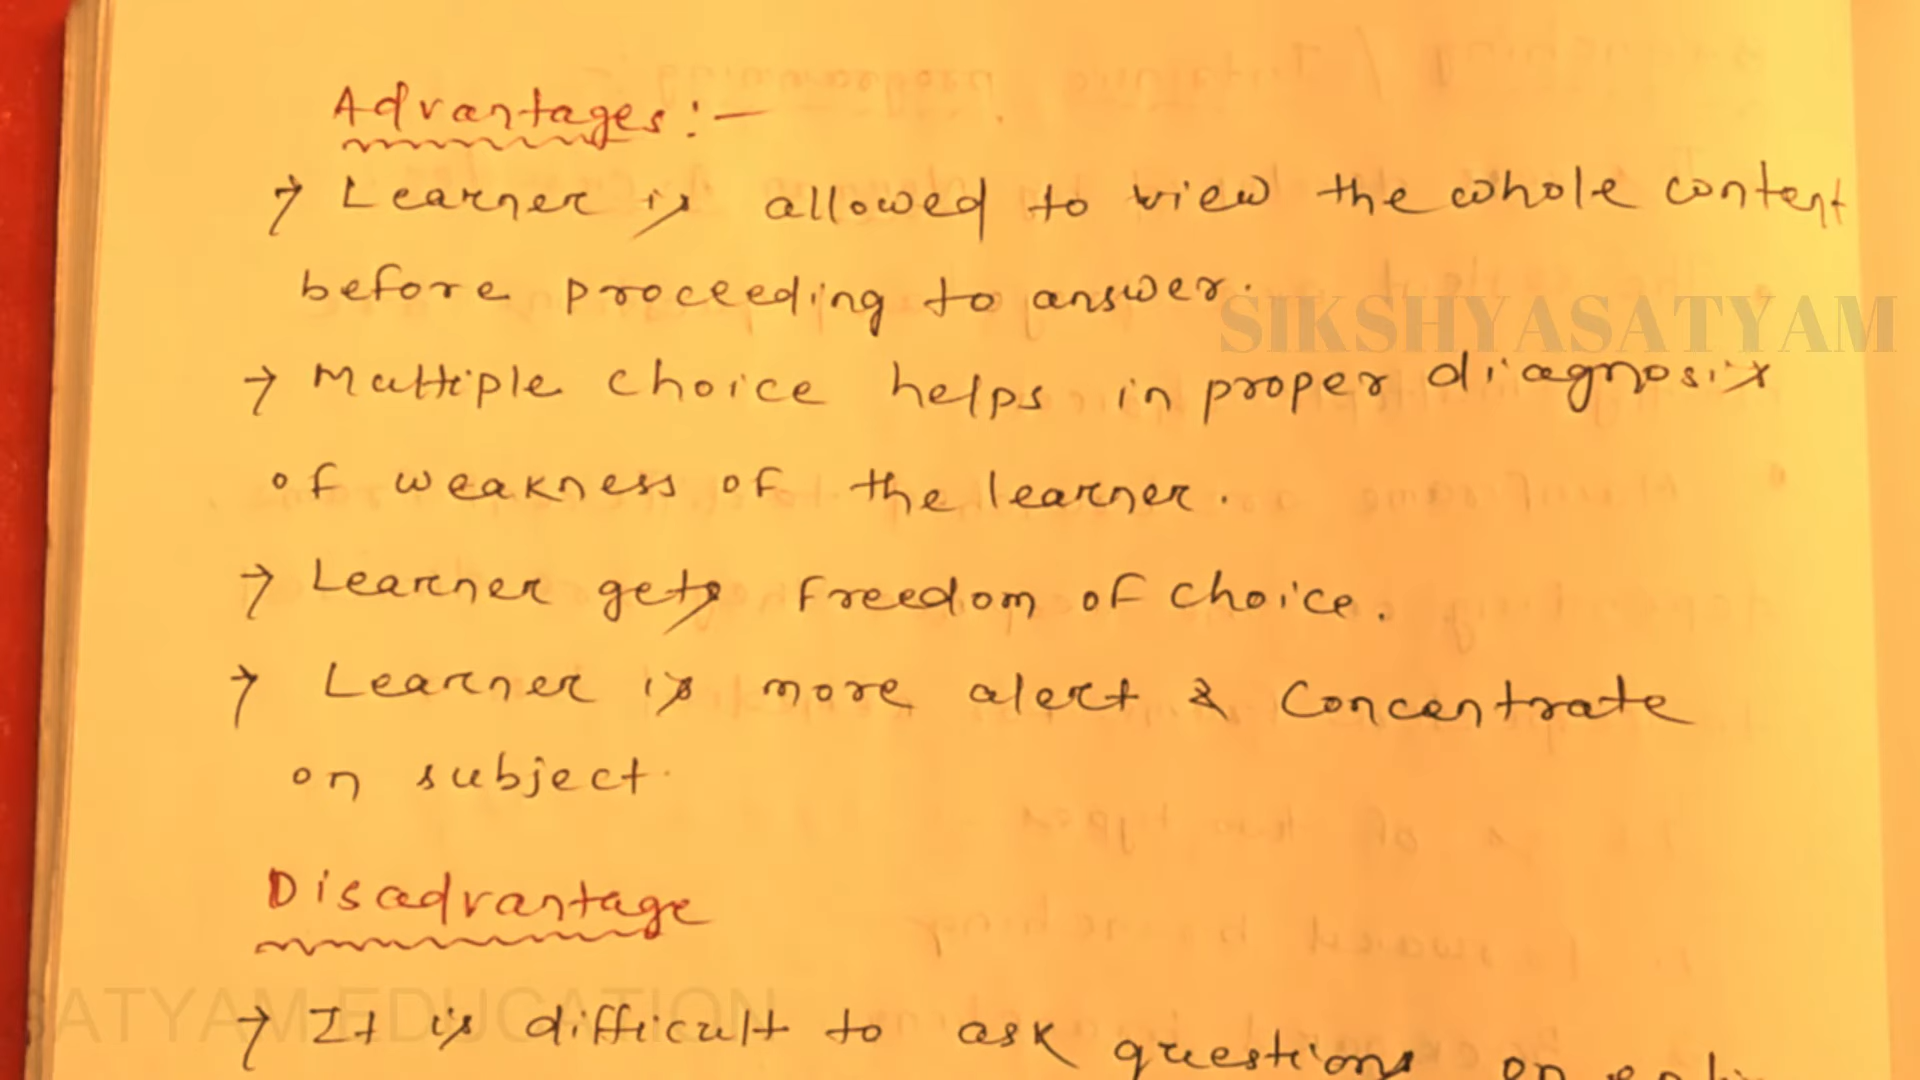 Advantages:-
→ Learner is allowed to view the whole content
before proceeding to answer.
SIKSHYASATYAM
→ Multiple choice helps in proper diagnosis
of weakness of the learner.
→ Learner gets freedom of choice.
→ Learner is more alert & Concentrate
on subject.
Disadvantage
SATYAM EDUCATION
→ It is difficult to ask questions on